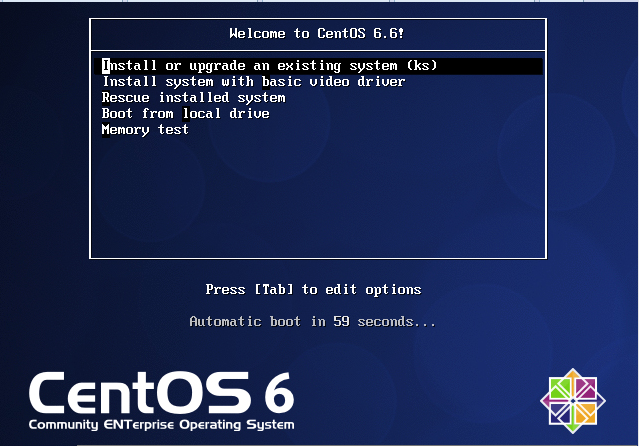 Welcome to CentOS 6.6!
Install or upgrade an existing system (ks)
Install system with basic video driver
Rescue installed system
Boot from local drive
Memory test
Press [Tab] to edit options
Automatic boot in 59 seconds...
CentOS 6
Community ENTerprise Operating System